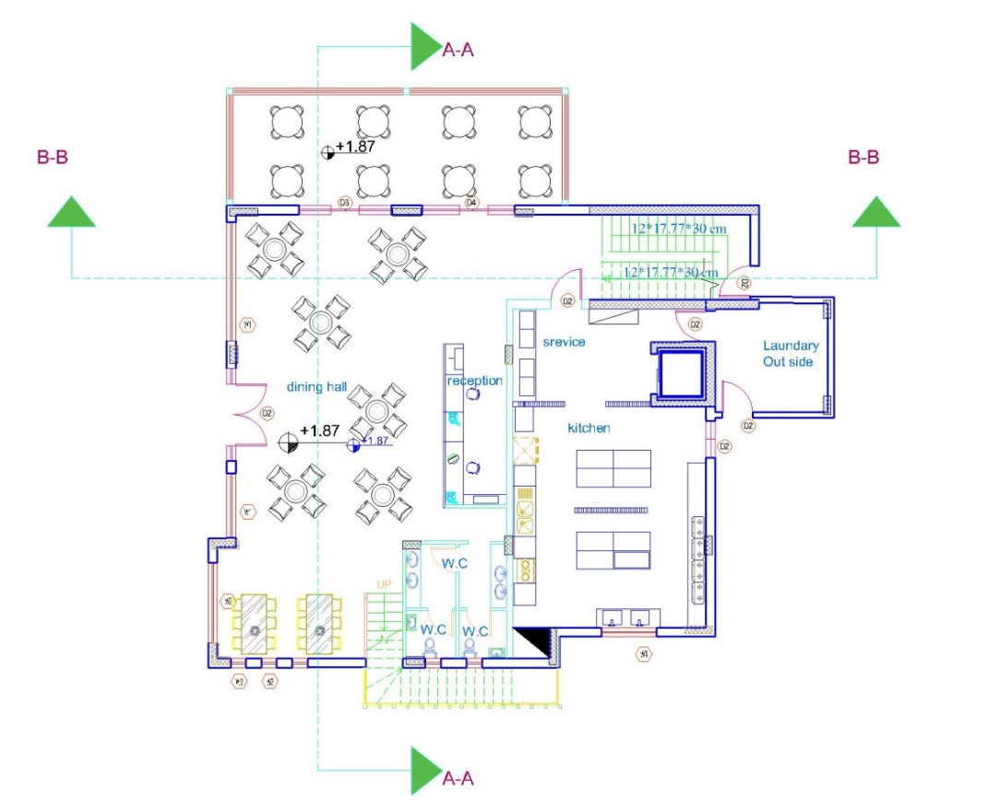 A-A
B-B
B-B
+1.87
D3
D4
12*17.77*30 cm
12*17.77*30 cm
D2
D2
D2
srevice
Laundary
Out side
dining hall
reception
D2
+1.87
+1.87
kitchen
D2
D2
W.C
UP
W.C
W.C
A-A